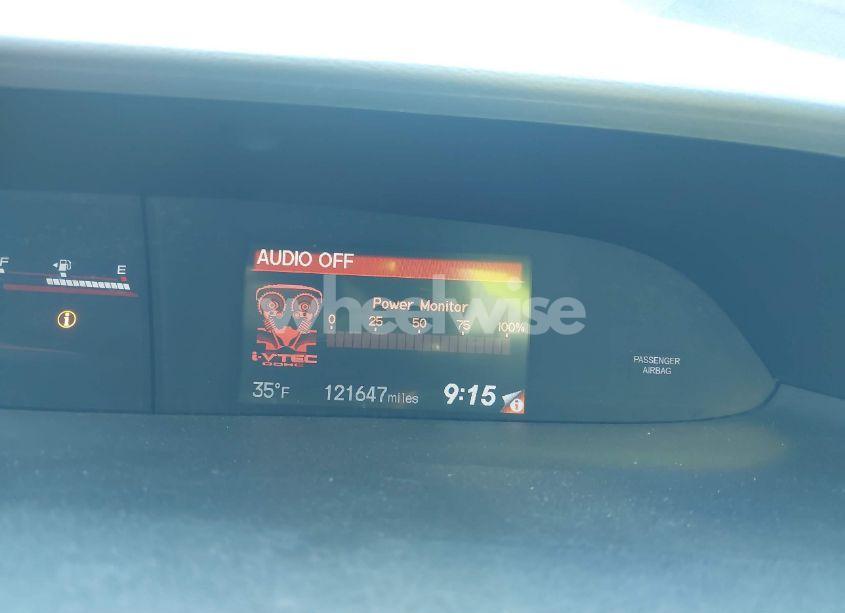 AUDIO OFF
F
E
Power Monitor
0 25 50 75 100%
i-VTEC
DOHC
wheelwise
PASSENGER
AIRBAG
35°F 121647miles 9:15